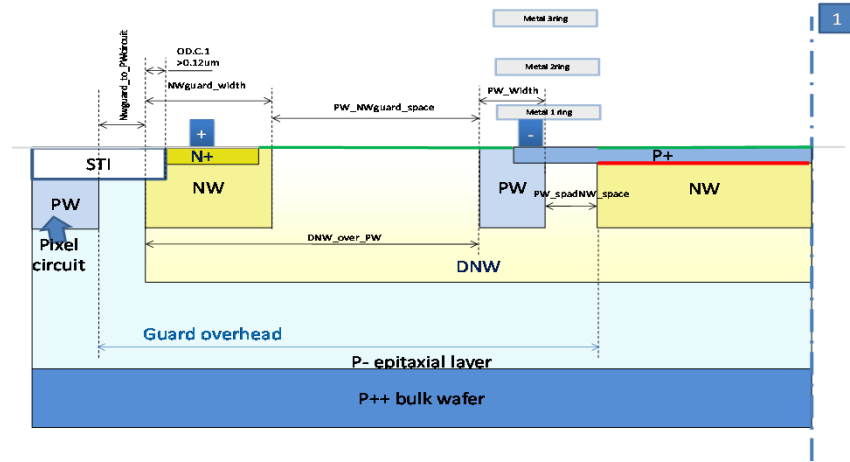 Metal 3ring
1
Metal 2ring
OD.C.1
>0.12um
NWguard_width
PW_Width
Nwguard_to_PWcircuit
PW_NWguard_space
Metal 1 ring
+
-
STI
N+
P+
PW
NW
PW
PW_spadNW_space
NW
Pixel
circuit
DNW_over_PW
DNW
Guard overhead
P- epitaxial layer
P++ bulk wafer